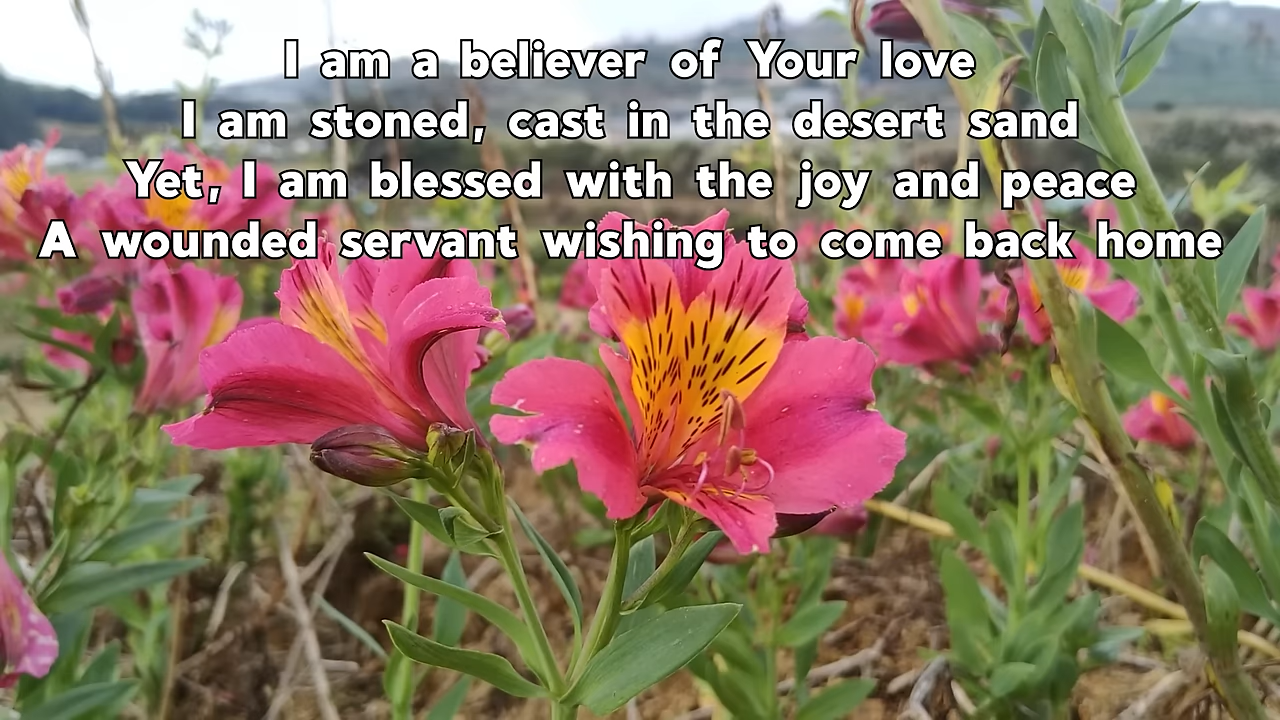 I am a believer of Your love
I am stoned, cast in the desert sand
Yet, I am blessed with the joy and peace
A wounded servant wishing to come back home